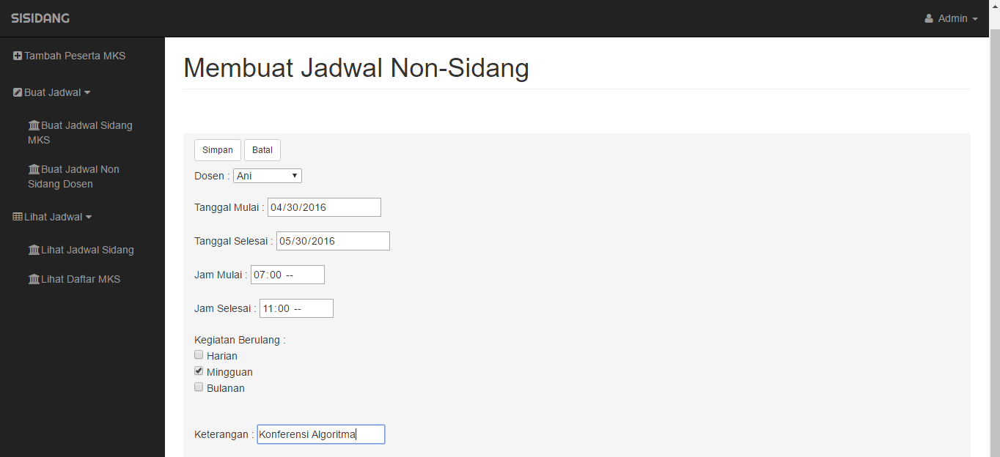 SISIDANG
Admin
Tambah Peserta MKS
Buat Jadwal
Buat Jadwal Sidang
MKS
Buat Jadwal Non
Sidang Dosen
Lihat Jadwal
Lihat Jadwal Sidang
Lihat Daftar MKS
Membuat Jadwal Non-Sidang
Simpan Batal
Dosen : Ani
Tanggal Mulai : 04/30/2016
Tanggal Selesai : 05/30/2016
Jam Mulai : 07:00 --
Jam Selesai : 11:00 --
Kegiatan Berulang :
Harian
Mingguan
Bulanan
Keterangan : Konferensi Algoritma